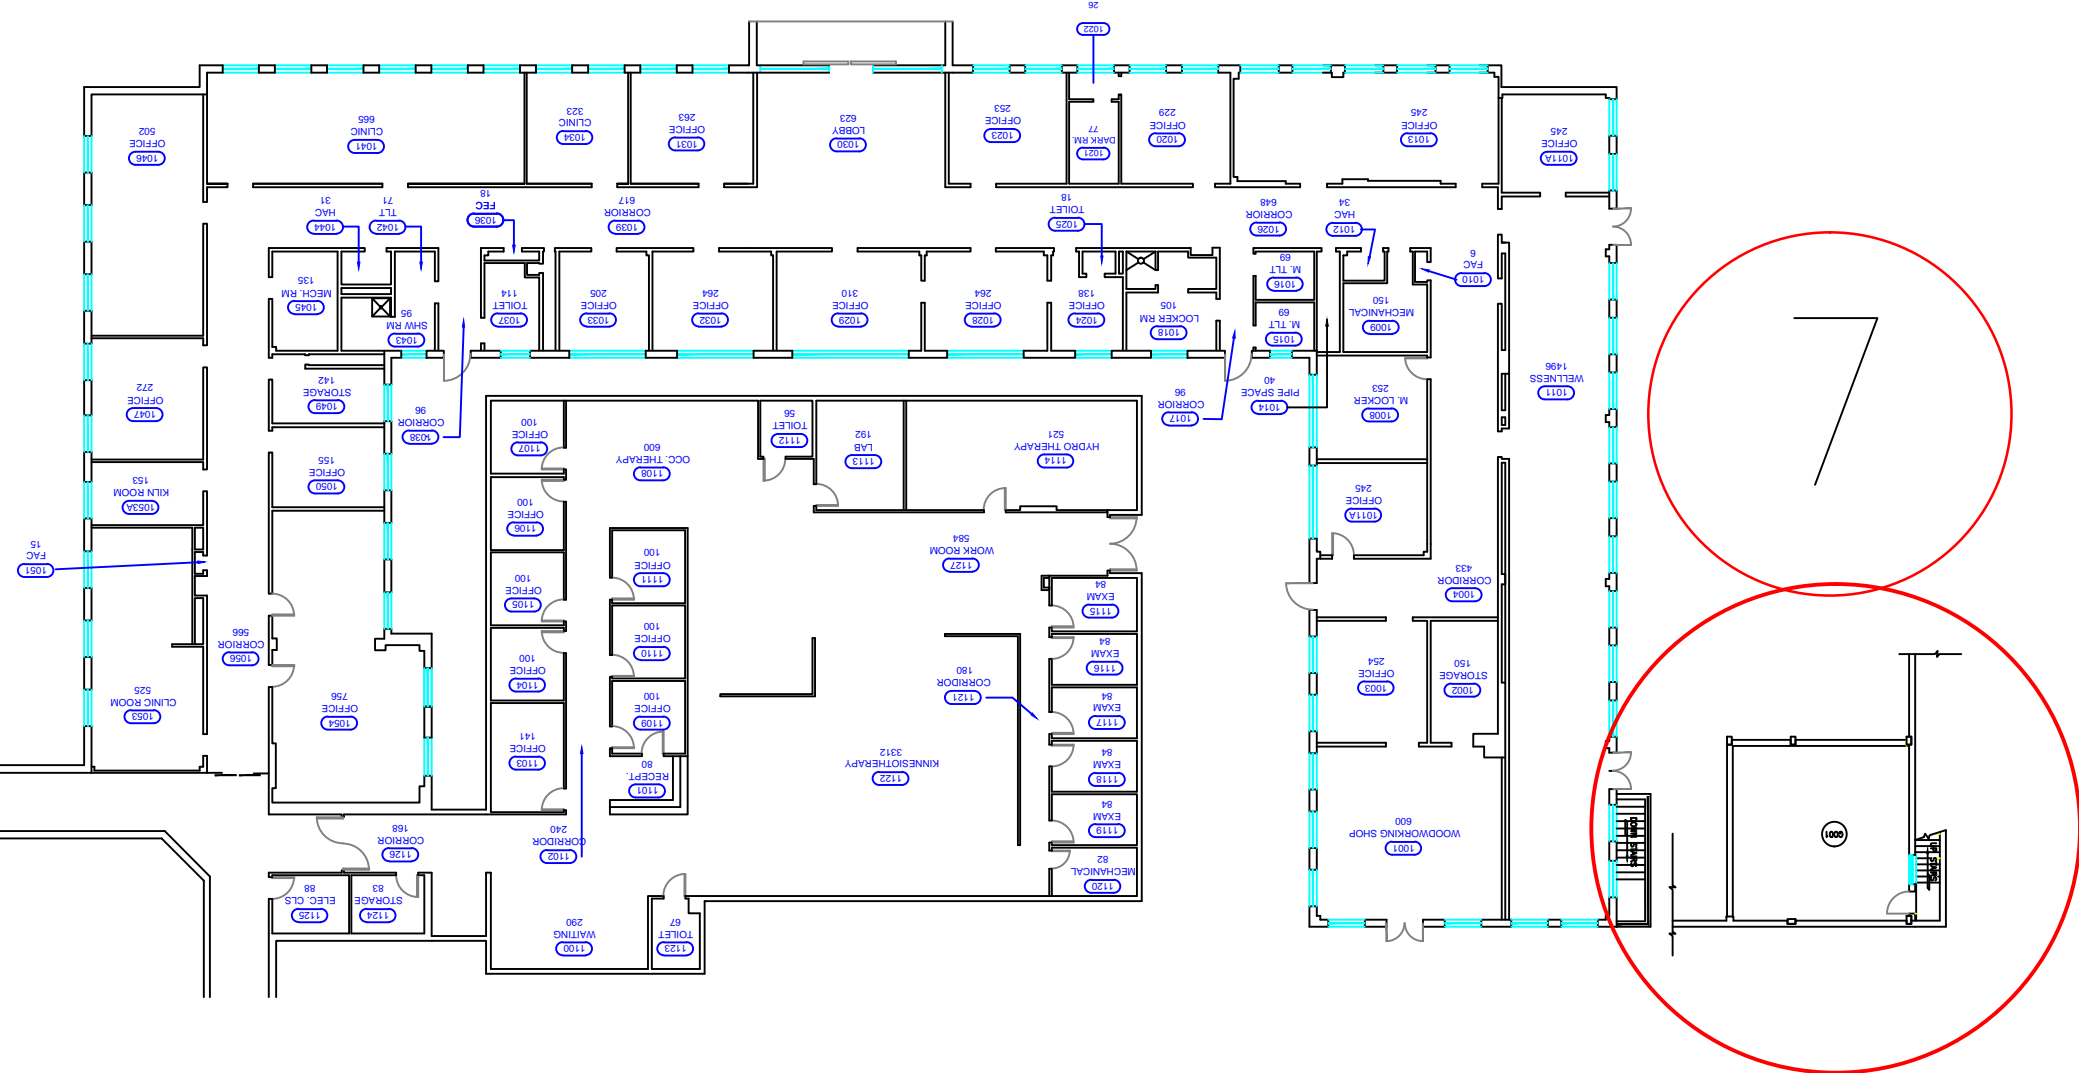 1123
TOILET
67
1100
WAITING
290
1124
STORAGE
83
1125
ELEC. CLS
88
1120
MECHANICAL
82
1102
CORRIDOR
240
1126
CORRIOR
168
UP STAIRS
G001
DOWN STAIRS
1001
WOODWORKING SHOP
600
1119
EXAM
84
1118
EXAM
84
1122
KINNESIOTHERAPY
3312
1101
RECEPT.
80
1103
OFFICE
141
1117
EXAM
84
1121
CORRIDOR
180
1109
OFFICE
100
1054
OFFICE
756
1053
CLINIC ROOM
525
1002
STORAGE
150
1003
OFFICE
254
1116
EXAM
84
1110
OFFICE
100
1104
OFFICE
100
1056
CORRIOR
566
1004
CORRIDOR
433
1115
EXAM
84
1127
WORK ROOM
584
1111
OFFICE
100
1105
OFFICE
100
1051
FAC
15
1011A
OFFICE
245
1106
OFFICE
100
1050
OFFICE
155
1053A
KILN ROOM
153
1114
HYDRO THERAPY
521
1113
LAB
192
1112
TOILET
56
1108
OCC. THERAPY
600
1107
OFFICE
100
1038
CORRIOR
96
7
1011
WELLNESS
1496
1008
M. LOCKER
253
1014
PIPE SPACE
40
1017
CORRIOR
96
1049
STORAGE
142
1047
OFFICE
272
1009
MECHANICAL
150
1015
M. TLT
69
1018
LOCKER RM
105
1024
OFFICE
138
1028
OFFICE
264
1029
OFFICE
310
1032
OFFICE
264
1033
OFFICE
205
1037
TOILET
114
1043
SHW RM
95
1045
MECH. RM
135
1010
FAC
6
1016
M. TLT
69
1012
HAC
34
1026
CORRIOR
648
1025
TOILET
18
1039
CORRIOR
617
1036
FEC
18
1042
TLT
71
1044
HAC
31
1011A
OFFICE
245
1013
OFFICE
245
1020
OFFICE
229
1021
DARK RM.
77
1023
OFFICE
253
1030
LOBBY
623
1031
OFFICE
263
1034
CLINIC
323
1041
CLINIC
665
1046
OFFICE
502
1022
26